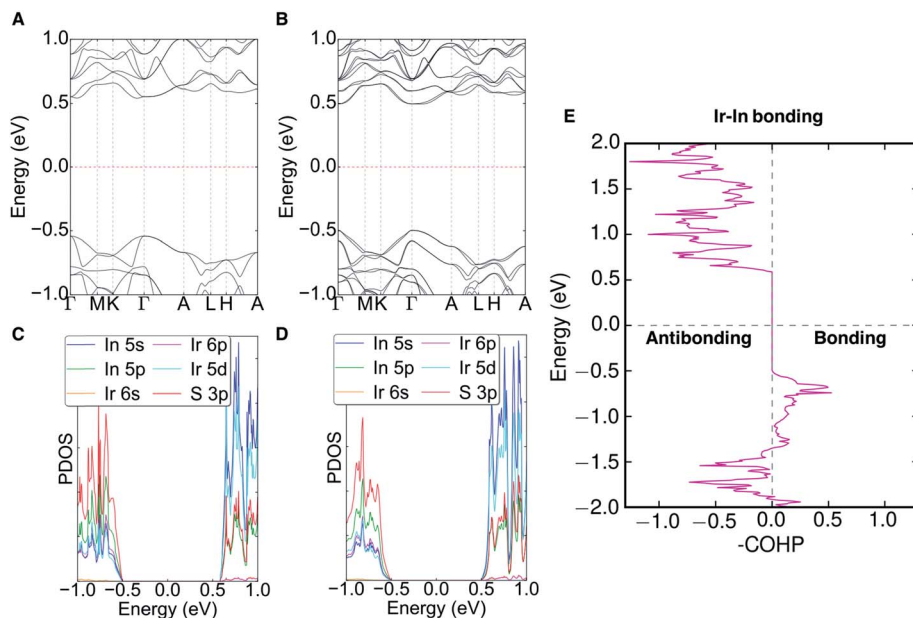 A
B
1.0
0.5
0.0
−0.5
−1.0
Energy (eV)
Γ M K Γ A L H A
1.0
0.5
0.0
−0.5
−1.0
Energy (eV)
Γ M K Γ A L H A
C
D
In 5s Ir 6p
In 5p Ir 5d
Ir 6s S 3p
PDOS
−1.0 −0.5 0.0 0.5 1.0
Energy (eV)
In 5s Ir 6p
In 5p Ir 5d
Ir 6s S 3p
PDOS
−1.0 −0.5 0.0 0.5 1.0
Energy (eV)
E
Ir-In bonding
2.0
1.5
1.0
0.5
0.0
−0.5
−1.0
−1.5
−2.0
Energy (eV)
Antibonding Bonding
−1.0 −0.5 0.0 0.5 1.0
-COHP